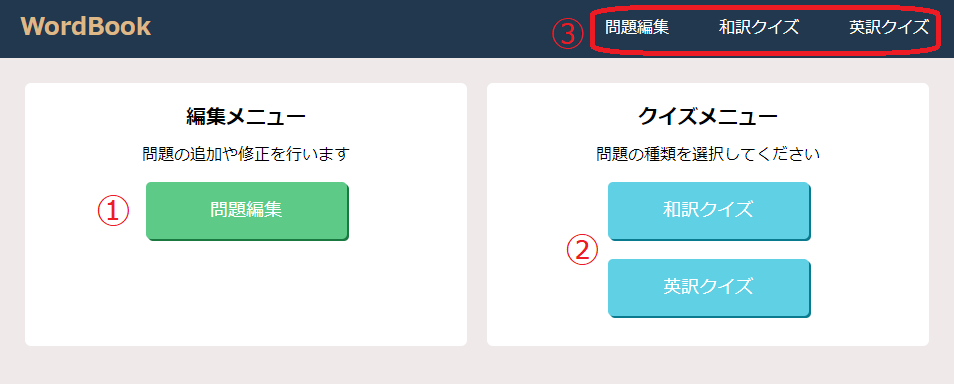 WordBook
③ 問題編集 和訳クイズ 英訳クイズ
編集メニュー
問題の追加や修正を行います
① 問題編集
クイズメニュー
問題の種類を選択してください
和訳クイズ
②
英訳クイズ